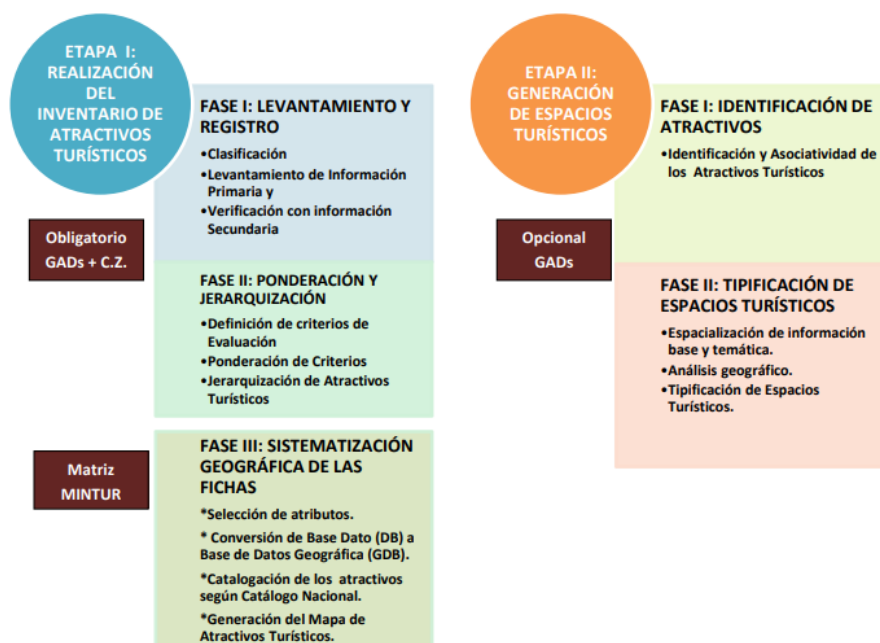 ETAPA I:
REALIZACIÓN
DEL
INVENTARIO DE
ATRACTIVOS
TURÍSTICOS
FASE I: LEVANTAMIENTO Y
REGISTRO
•Clasificación
•Levantamiento de Información
Primaria y
•Verificación con información
Secundaria
Obligatorio
GADs + C.Z.
FASE II: PONDERACIÓN Y
JERARQUIZACIÓN
•Definición de criterios de
Evaluación
•Ponderación de Criterios
•Jerarquización de Atractivos
Turísticos
Matriz
MINTUR
FASE III: SISTEMATIZACIÓN
GEOGRÁFICA DE LAS
FICHAS
*Selección de atributos.
* Conversión de Base Dato (DB) a
Base de Datos Geográfica (GDB).
*Catalogación de los atractivos
según Catálogo Nacional.
*Generación del Mapa de
Atractivos Turísticos.
ETAPA II:
GENERACIÓN
DE ESPACIOS
TURÍSTICOS
FASE I: IDENTIFICACIÓN DE
ATRACTIVOS
•Identificación y Asociatividad de
los Atractivos Turísticos
Opcional
GADs
FASE II: TIPIFICACIÓN DE
ESPACIOS TURÍSTICOS
•Espacialización de información
base y temática.
•Análisis geográfico.
•Tipificación de Espacios
Turísticos.